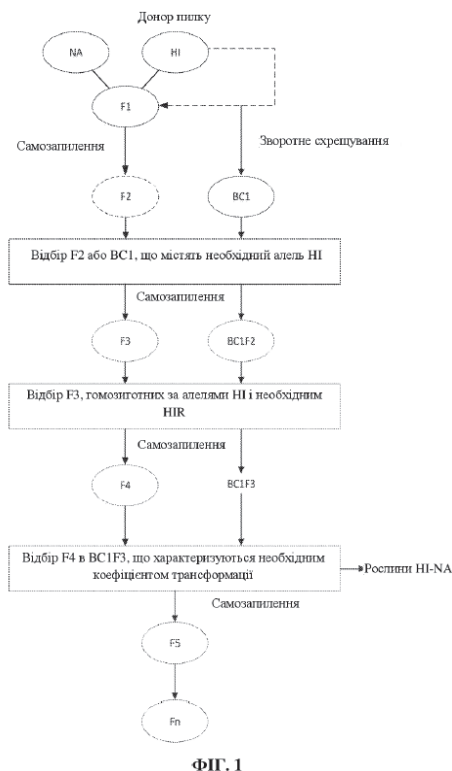 Донор пилку
NA
HI
F1
Самозапилення
Зворотне схрещування
F2
BC1
Відбір F2 або BC1, що містять необхідний алель HI
Самозапилення
F3
BC1F2
Відбір F3, гомозиготних за алелями HI і необхідним
HIR
Самозапилення
F4
BC1F3
Відбір F4 в BC1F3, що характеризуються необхідним
коефіцієнтом трансформації
Рослини HI-NA
Самозапилення
F5
Fn
ФІГ. 1